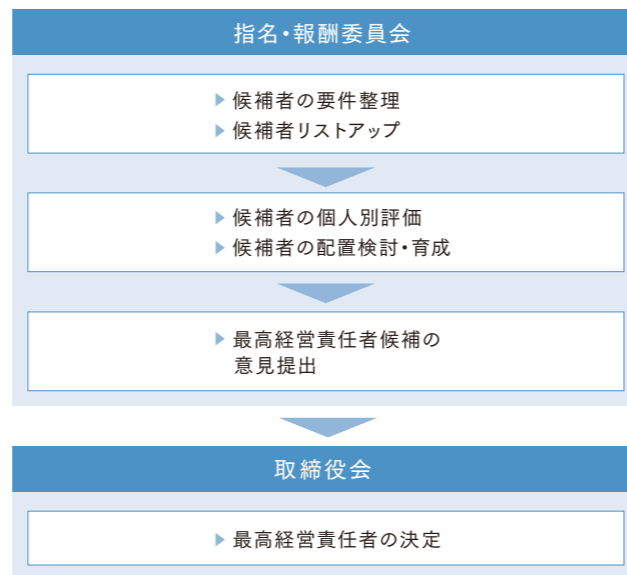 指名・報酬委員会
▶候補者の要件整理
▶候補者リストアップ
▶候補者の個人別評価
▶候補者の配置検討・育成
▶最高経営責任者候補の
意見提出
取締役会
▶最高経営責任者の決定